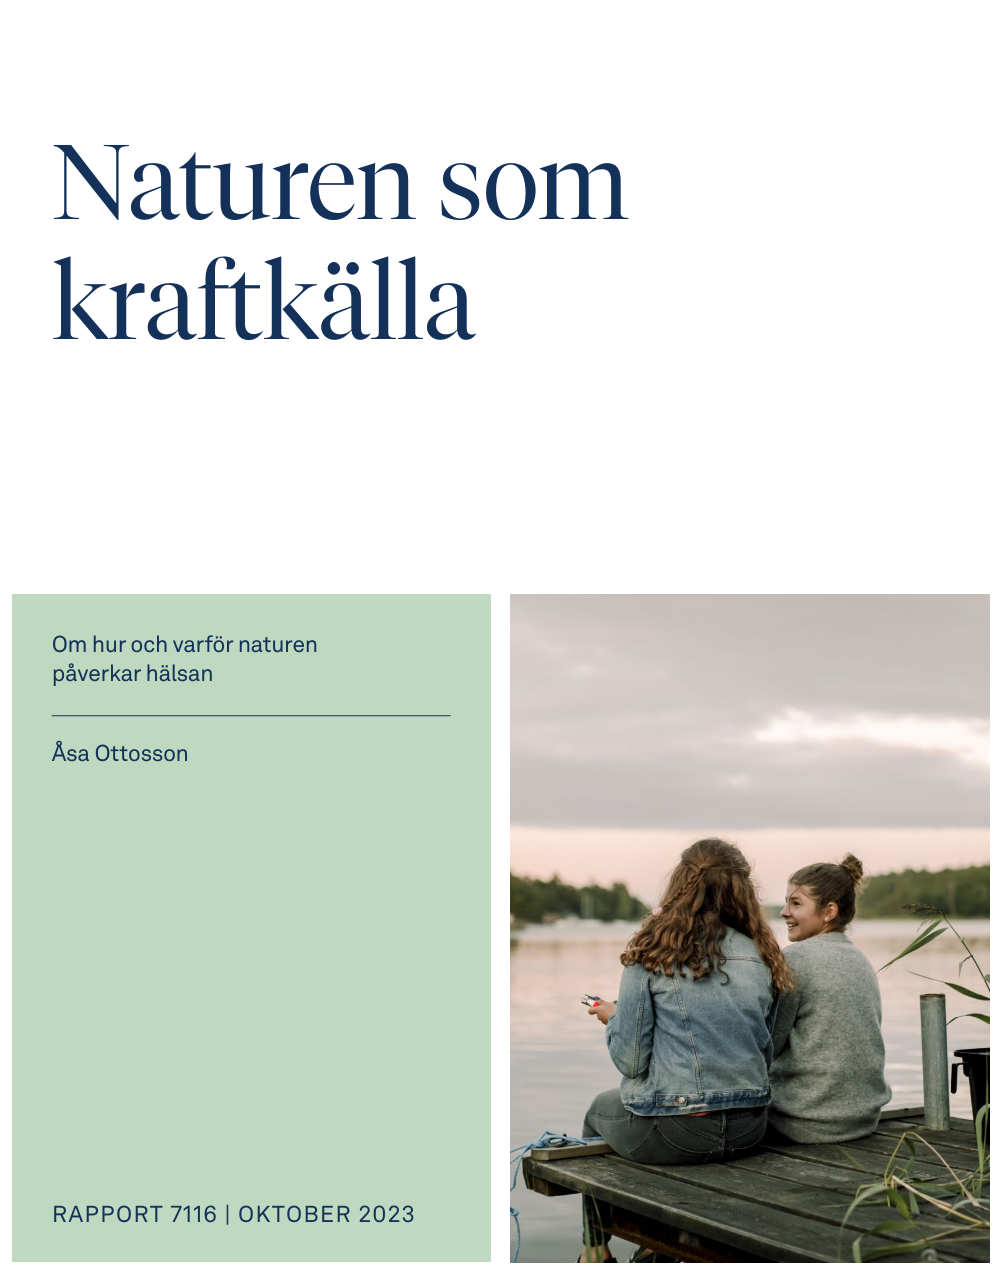 Naturen som
kraftkälla
Om hur och varför naturen
påverkar hälsan
Åsa Ottosson
RAPPORT 7116 | OKTOBER 2023